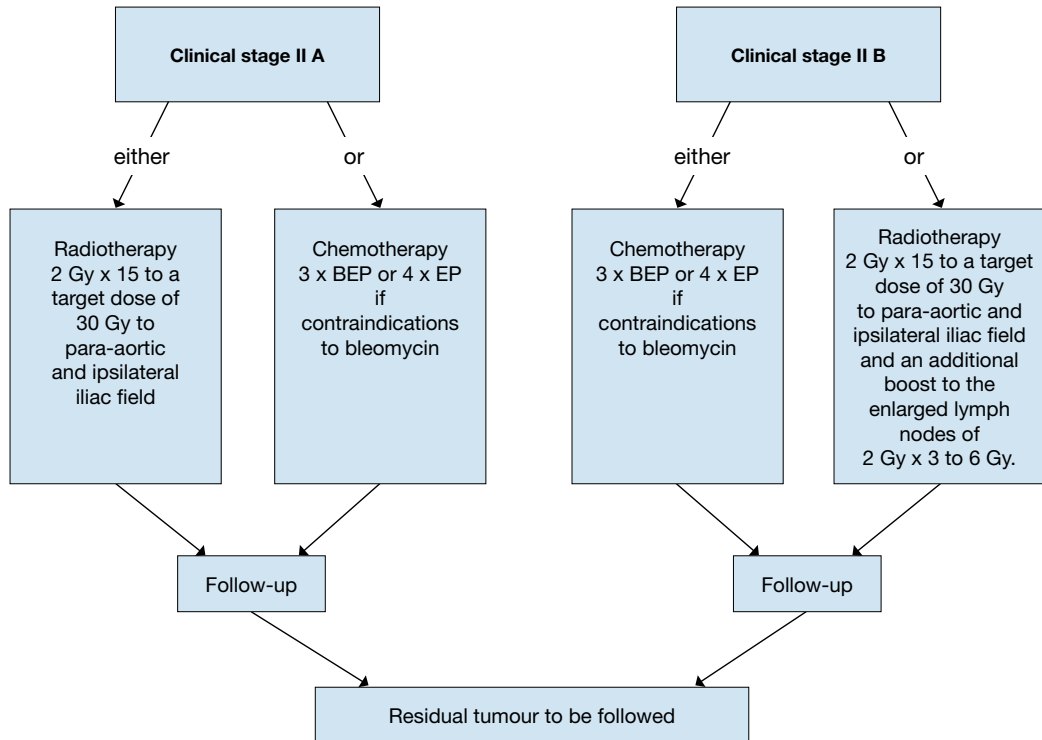 Clinical stage II A
Clinical stage II B
either
or
either
or
Radiotherapy
2 Gy x 15 to a
target dose of
30 Gy to
para-aortic
and ipsilateral
iliac field
Chemotherapy
3 x BEP or 4 x EP
if
contraindications
to bleomycin
Chemotherapy
3 x BEP or 4 x EP
if
contraindications
to bleomycin
Radiotherapy
2 Gy x 15 to a target
dose of 30 Gy
to para-aortic and
ipsilateral iliac field
and an additional
boost to the
enlarged lymph
nodes of
2 Gy x 3 to 6 Gy.
Follow-up
Follow-up
Residual tumour to be followed